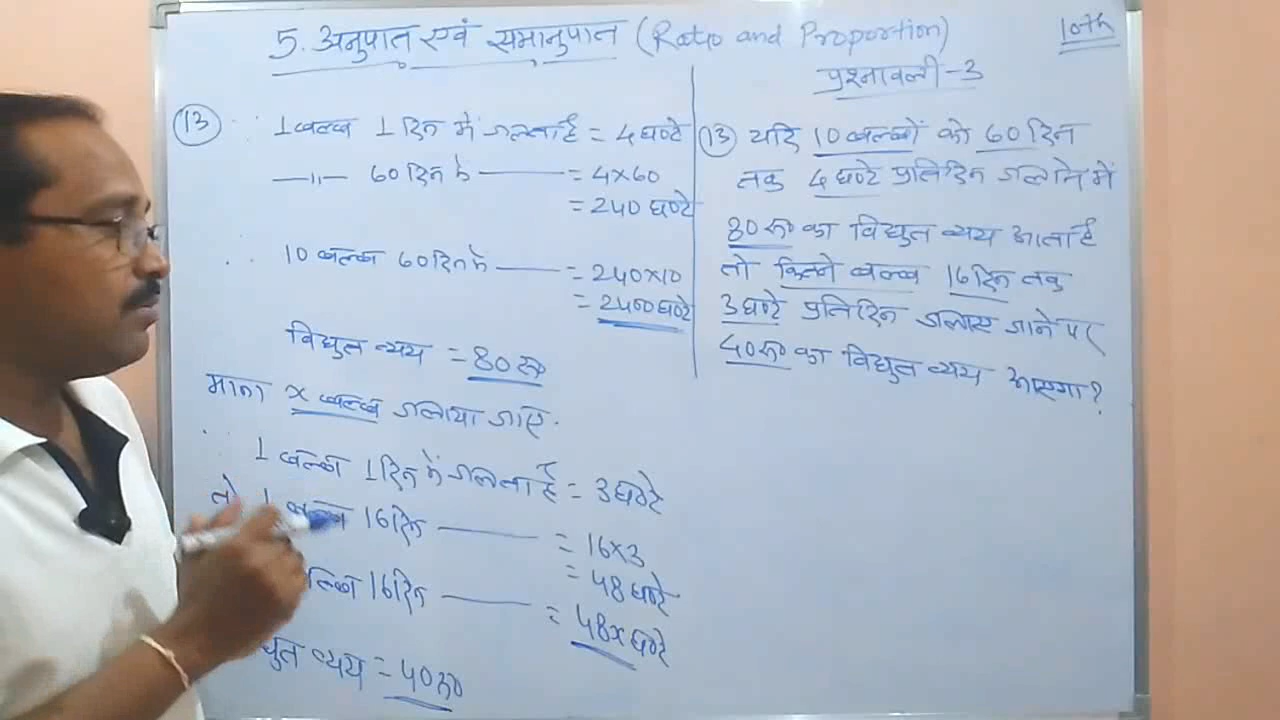 5. अनुपात एवं समानुपात (Ratio and Proportion)
10th
प्रश्नावली-3
13
∴ 1 बल्ब 1 दिन में जलता है = 4 घण्टे
—〃— 60 दिन में —— = 4×60
= 240 घण्टे
∴ 10 बल्ब 60 दिन में —— = 240×10
= 2400 घण्टे
विद्युत व्यय = 80 रू
माना x बल्ब जलाया जाए.
∴ 1 बल्ब 1 दिन में जलता है = 3 घण्टे
तो 1 बल्ब 16 दिन —— = 16×3
= 48 घण्टे
बल्ब 16 दिन —— = 48x घण्टे
द्युत व्यय = 40 रू
13 यदि 10 बल्बों को 60 दिन
तक 4 घण्टे प्रतिदिन जलाने में
80 रू का विद्युत व्यय आता है
तो कितने बल्ब 16 दिन तक
3 घण्टे प्रतिदिन जलाए जाने पर
40 रू का विद्युत व्यय आएगा?